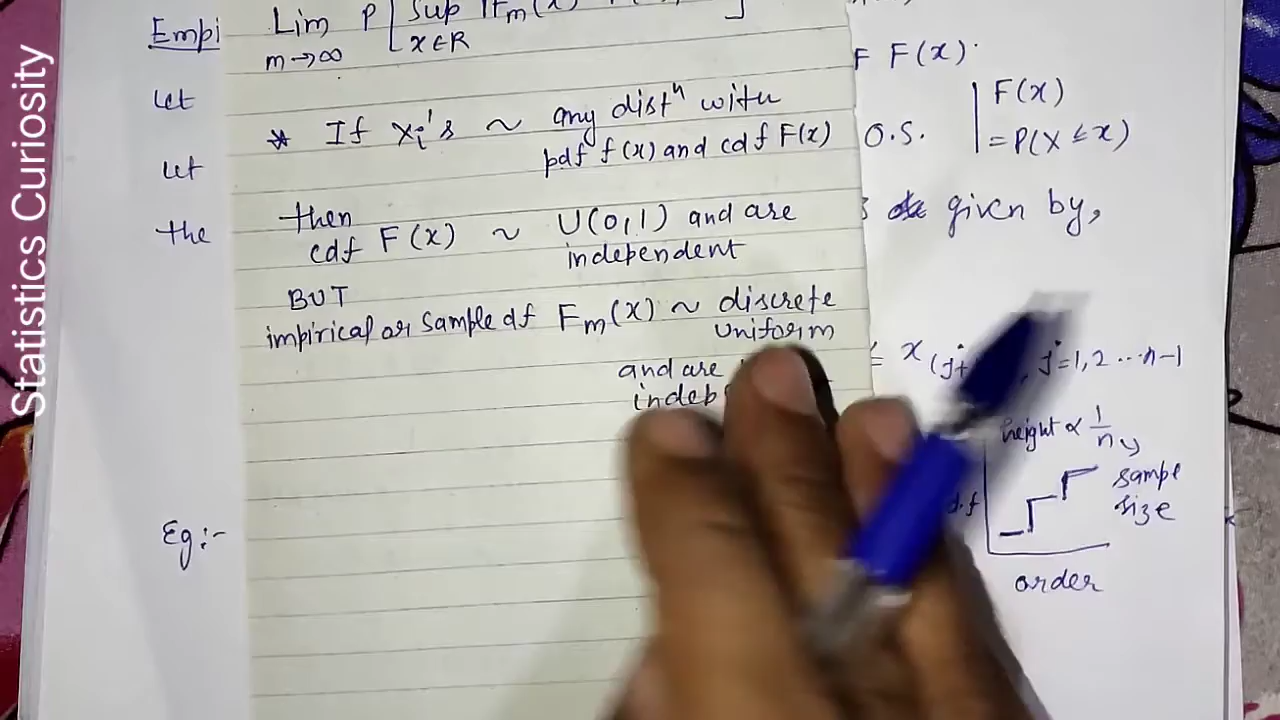 Statistics Curiosity
Empi
Let
Let
the
Eg:-
Lim P [ Sup
m→∞ x∈R
* If Xi's ~ any distⁿ with
pdf f(x) and cdf F(x)
then
cdf F(x) ~ U(0,1) and are
independent
BUT
impirical or sample df Fm(x) ~ discrete
uniform
and are
indep
F F(x).
F(x)
O.S. = P(X ≤ x)
given by,
x(j+ , j=1,2 ...n-1
height ∝ 1/n
sampe
size
d.f
order